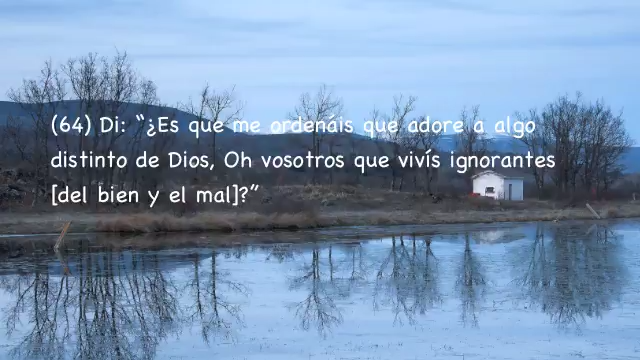 (64) Di: “¿Es que me ordenáis que adore a algo
distinto de Dios, Oh vosotros que vivís ignorantes
[del bien y el mal]?”